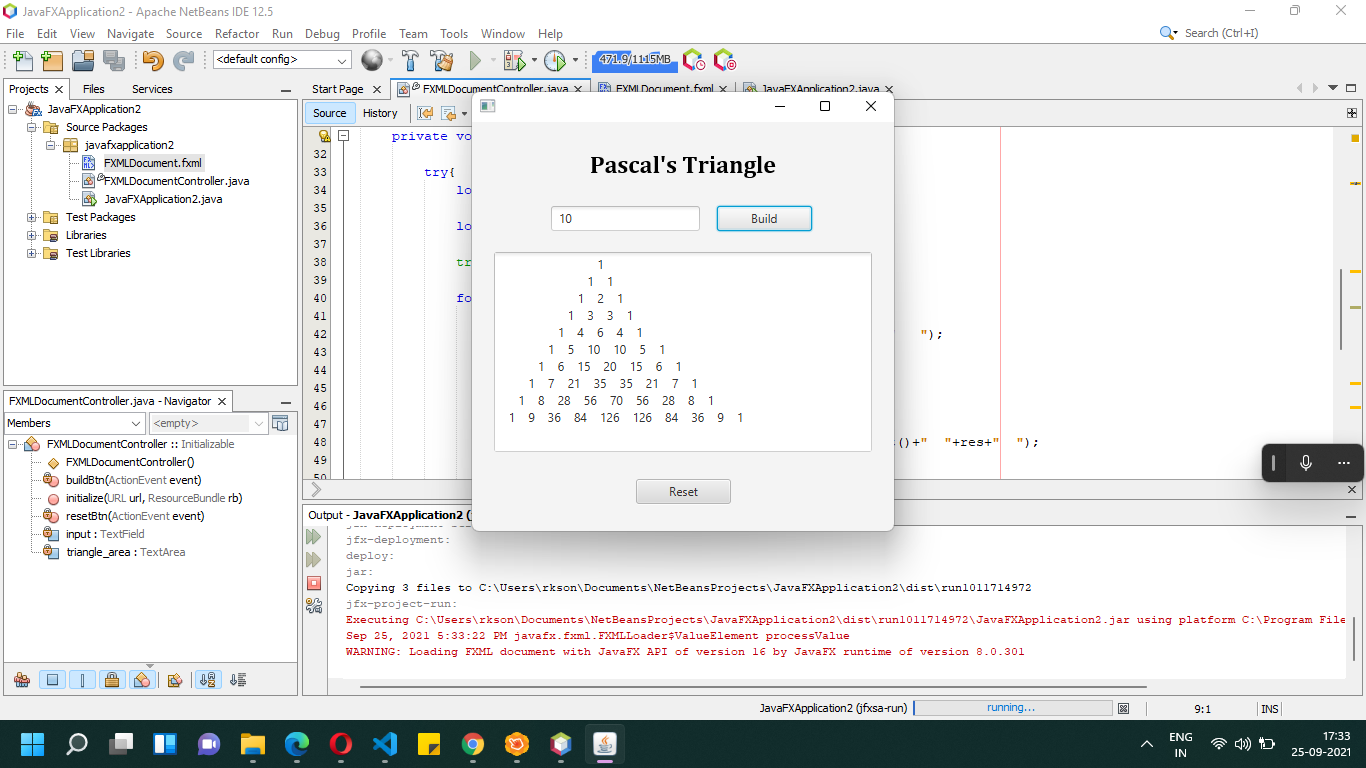 JavaFXApplication2 - Apache NetBeans IDE 12.5
File Edit View Navigate Source Refactor Run Debug Profile Team Tools Window Help
Search (Ctrl+I)
<default config>
471.9/1115MB
Projects Files Services
JavaFXApplication2
Source Packages
javafxapplication2
FXMLDocument.fxml
FXMLDocumentController.java
JavaFXApplication2.java
Test Packages
Libraries
Test Libraries
FXMLDocumentController.java - Navigator
Members <empty>
FXMLDocumentController :: Initializable
FXMLDocumentController()
buildBtn(ActionEvent event)
initialize(URL url, ResourceBundle rb)
resetBtn(ActionEvent event)
input : TextField
triangle_area : TextArea
Start Page FXMLDocumentController.java FXMLDocument.fxml JavaFXApplication2.java
Source History
private vo
32
33 try{
34 lo
35
36 lo
37
38 tr
39
40 fo
41
42 ");
43
44
45
46
47
48 ()+" "+res+" ");
49
50
Pascal's Triangle
10 Build
1
1 1
1 2 1
1 3 3 1
1 4 6 4 1
1 5 10 10 5 1
1 6 15 20 15 6 1
1 7 21 35 35 21 7 1
1 8 28 56 70 56 28 8 1
1 9 36 84 126 126 84 36 9 1
Reset
Output - JavaFXApplication2 (
jfx-deployment:
deploy:
jar:
Copying 3 files to C:\Users\rkson\Documents\NetBeansProjects\JavaFXApplication2\dist\run1011714972
jfx-project-run:
Executing C:\Users\rkson\Documents\NetBeansProjects\JavaFXApplication2\dist\run1011714972\JavaFXApplication2.jar using platform C:\Program File
Sep 25, 2021 5:33:22 PM javafx.fxml.FXMLLoader$ValueElement processValue
WARNING: Loading FXML document with JavaFX API of version 16 by JavaFX runtime of version 8.0.301
JavaFXApplication2 (jfxsa-run) running... 9:1 INS
ENG
IN
17:33
25-09-2021